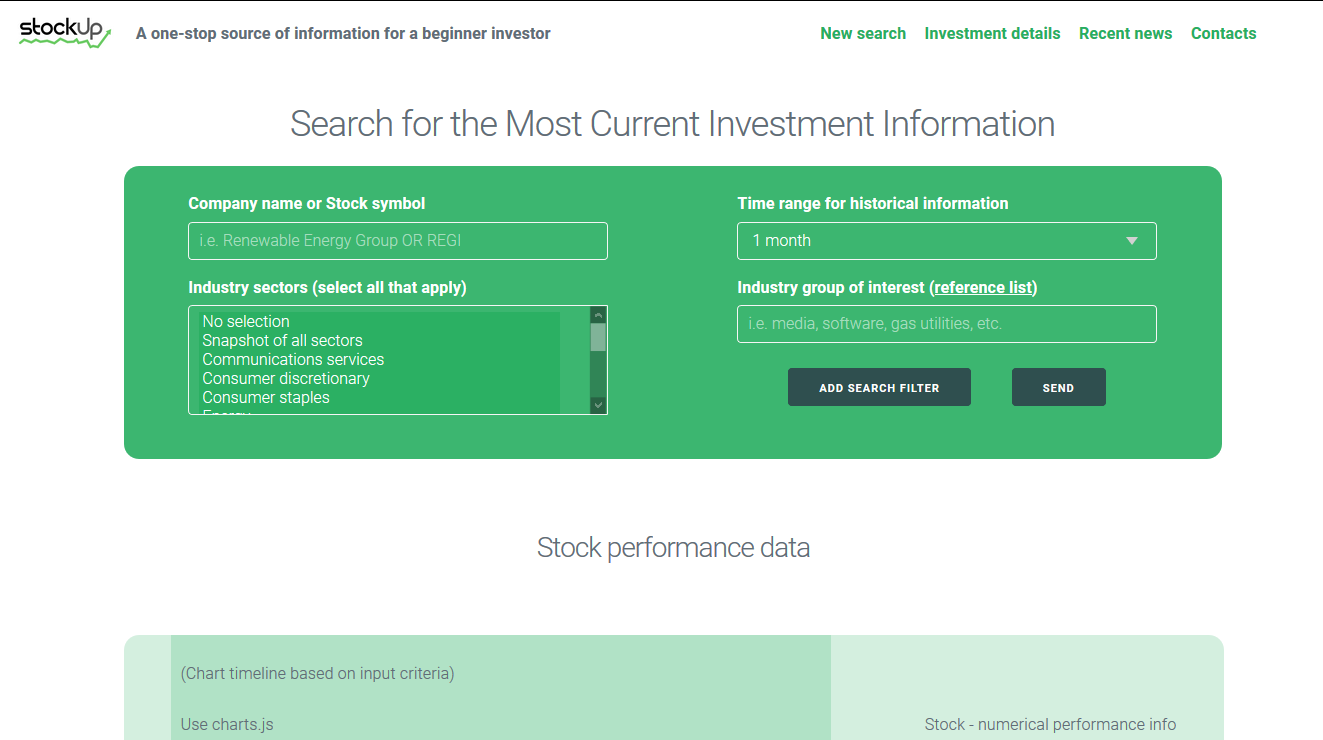 stockUp
A one-stop source of information for a beginner investor
New search
Investment details
Recent news
Contacts
Search for the Most Current Investment Information
Company name or Stock symbol
i.e. Renewable Energy Group OR REGI
Time range for historical information
1 month
Industry sectors (select all that apply)
No selection
Snapshot of all sectors
Communications services
Consumer discretionary
Consumer staples
Energy
Industry group of interest (reference list)
i.e. media, software, gas utilities, etc.
ADD SEARCH FILTER
SEND
Stock performance data
(Chart timeline based on input criteria)
Use charts.js
Stock - numerical performance info